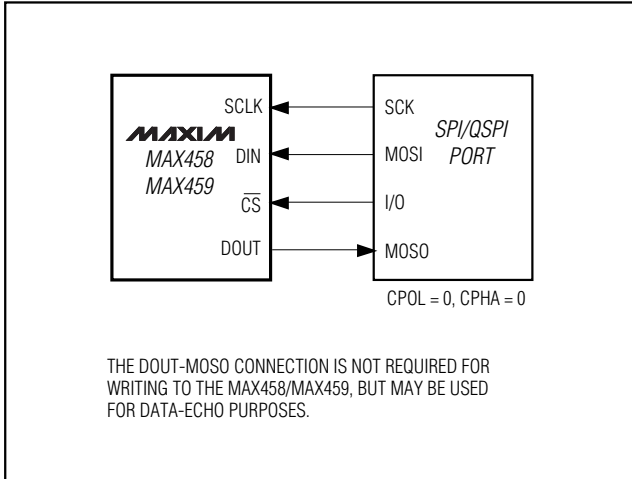 SCLK SCK
MAXIM SPI/QSPI
MAX458 DIN MOSI PORT
MAX459
C̅S̅ I/O
DOUT MOSO
CPOL = 0, CPHA = 0
THE DOUT-MOSO CONNECTION IS NOT REQUIRED FOR
WRITING TO THE MAX458/MAX459, BUT MAY BE USED
FOR DATA-ECHO PURPOSES.